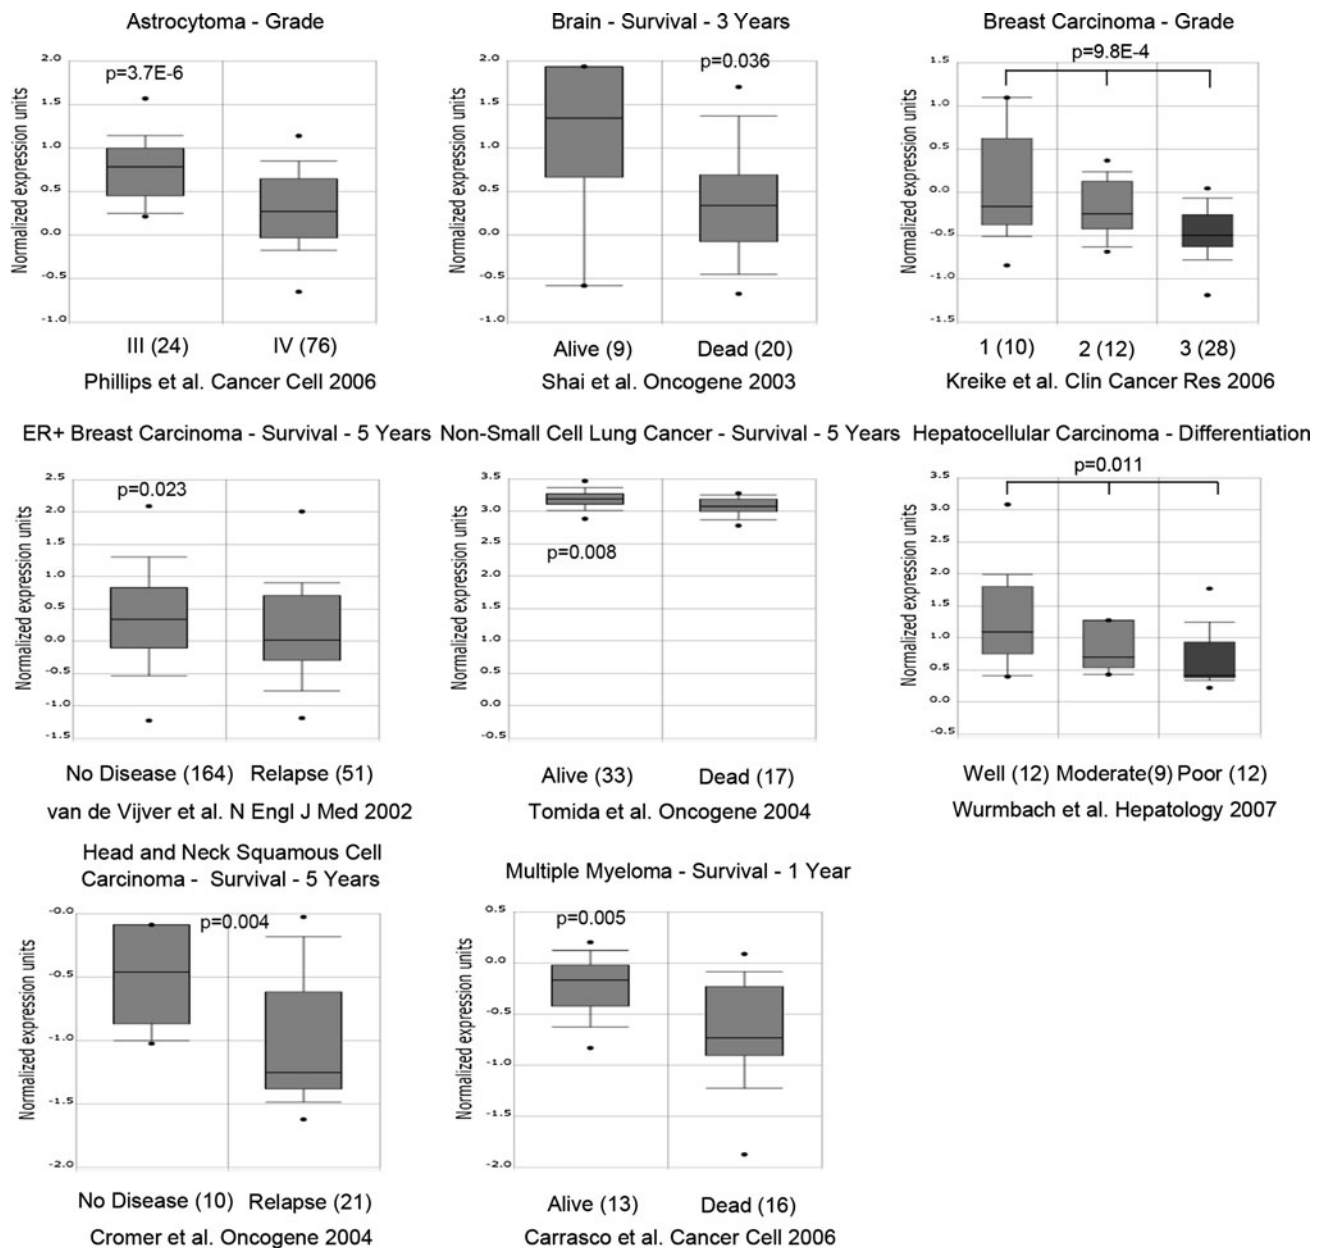 Astrocytoma - Grade
Normalized expression units
2.0
1.5
1.0
0.5
0.0
-0.5
-1.0
p=3.7E-6
III (24) IV (76)
Phillips et al. Cancer Cell 2006
Brain - Survival - 3 Years
Normalized expression units
2.0
1.5
1.0
0.5
0.0
-0.5
-1.0
p=0.036
Alive (9) Dead (20)
Shai et al. Oncogene 2003
Breast Carcinoma - Grade
p=9.8E-4
Normalized expression units
1.5
1.0
0.5
0.0
-0.5
-1.0
-1.5
1 (10) 2 (12) 3 (28)
Kreike et al. Clin Cancer Res 2006
ER+ Breast Carcinoma - Survival - 5 Years
Normalized expression units
2.5
2.0
1.5
1.0
0.5
0.0
-0.5
-1.0
-1.5
p=0.023
No Disease (164) Relapse (51)
van de Vijver et al. N Engl J Med 2002
Non-Small Cell Lung Cancer - Survival - 5 Years
Normalized expression units
3.5
3.0
2.5
2.0
1.5
1.0
0.5
0.0
-0.5
p=0.008
Alive (33) Dead (17)
Tomida et al. Oncogene 2004
Hepatocellular Carcinoma - Differentiation
p=0.011
Normalized expression units
3.5
3.0
2.5
2.0
1.5
1.0
0.5
0.0
-0.5
Well (12) Moderate(9) Poor (12)
Wurmbach et al. Hepatology 2007
Head and Neck Squamous Cell
Carcinoma - Survival - 5 Years
Normalized expression units
-0.0
-0.5
-1.0
-1.5
-2.0
p=0.004
No Disease (10) Relapse (21)
Cromer et al. Oncogene 2004
Multiple Myeloma - Survival - 1 Year
Normalized expression units
0.5
0.0
-0.5
-1.0
-1.5
-2.0
p=0.005
Alive (13) Dead (16)
Carrasco et al. Cancer Cell 2006